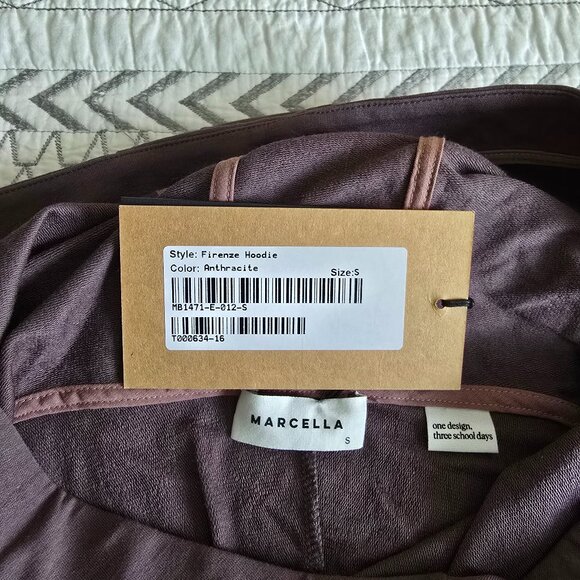 Style: Firenze Hoodie
Color: Anthracite
Size:S
MB1471-E-012-S
T000634-16
MARCELLA
S
one design,
three school days